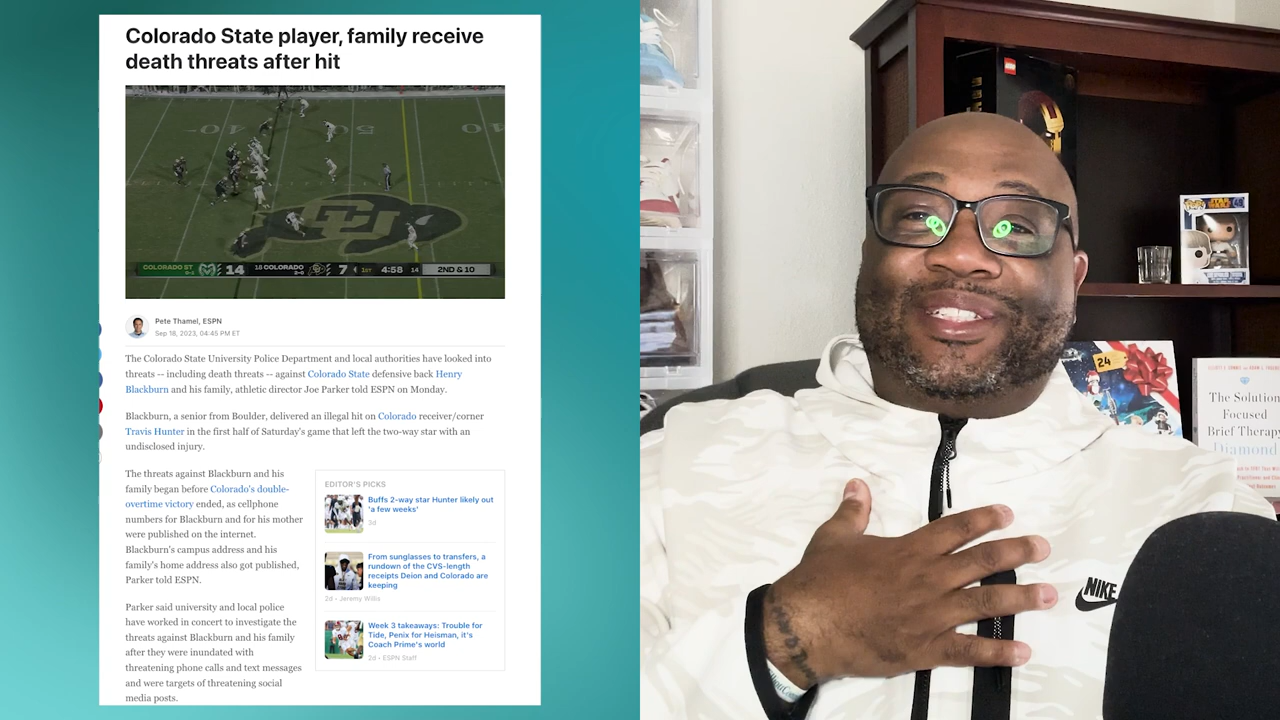 Colorado State player, family receive
death threats after hit
COLORADO ST
14
18 COLORADO
7
1ST
4:58
14
2ND & 10
Pete Thamel, ESPN
Sep 18, 2023, 04:45 PM ET
The Colorado State University Police Department and local authorities have looked into
threats -- including death threats -- against Colorado State defensive back Henry
Blackburn and his family, athletic director Joe Parker told ESPN on Monday.
Blackburn, a senior from Boulder, delivered an illegal hit on Colorado receiver/corner
Travis Hunter in the first half of Saturday's game that left the two-way star with an
undisclosed injury.
The threats against Blackburn and his
family began before Colorado's double-
overtime victory ended, as cellphone
numbers for Blackburn and for his mother
were published on the internet.
Blackburn's campus address and his
family's home address also got published,
Parker told ESPN.
Parker said university and local police
have worked in concert to investigate the
threats against Blackburn and his family
after they were inundated with
threatening phone calls and text messages
and were targets of threatening social
media posts.
EDITOR'S PICKS
Buffs 2-way star Hunter likely out
'a few weeks'
3d
From sunglasses to transfers, a
rundown of the CVS-length
receipts Deion and Colorado are
keeping
2d - Jeremy Willis
Week 3 takeaways: Trouble for
Tide, Penix for Heisman, it's
Coach Prime's world
2d - ESPN Staff
STAR
WARS
24
The Solution
Focused
Brief Therapy
Diamond
NIKE